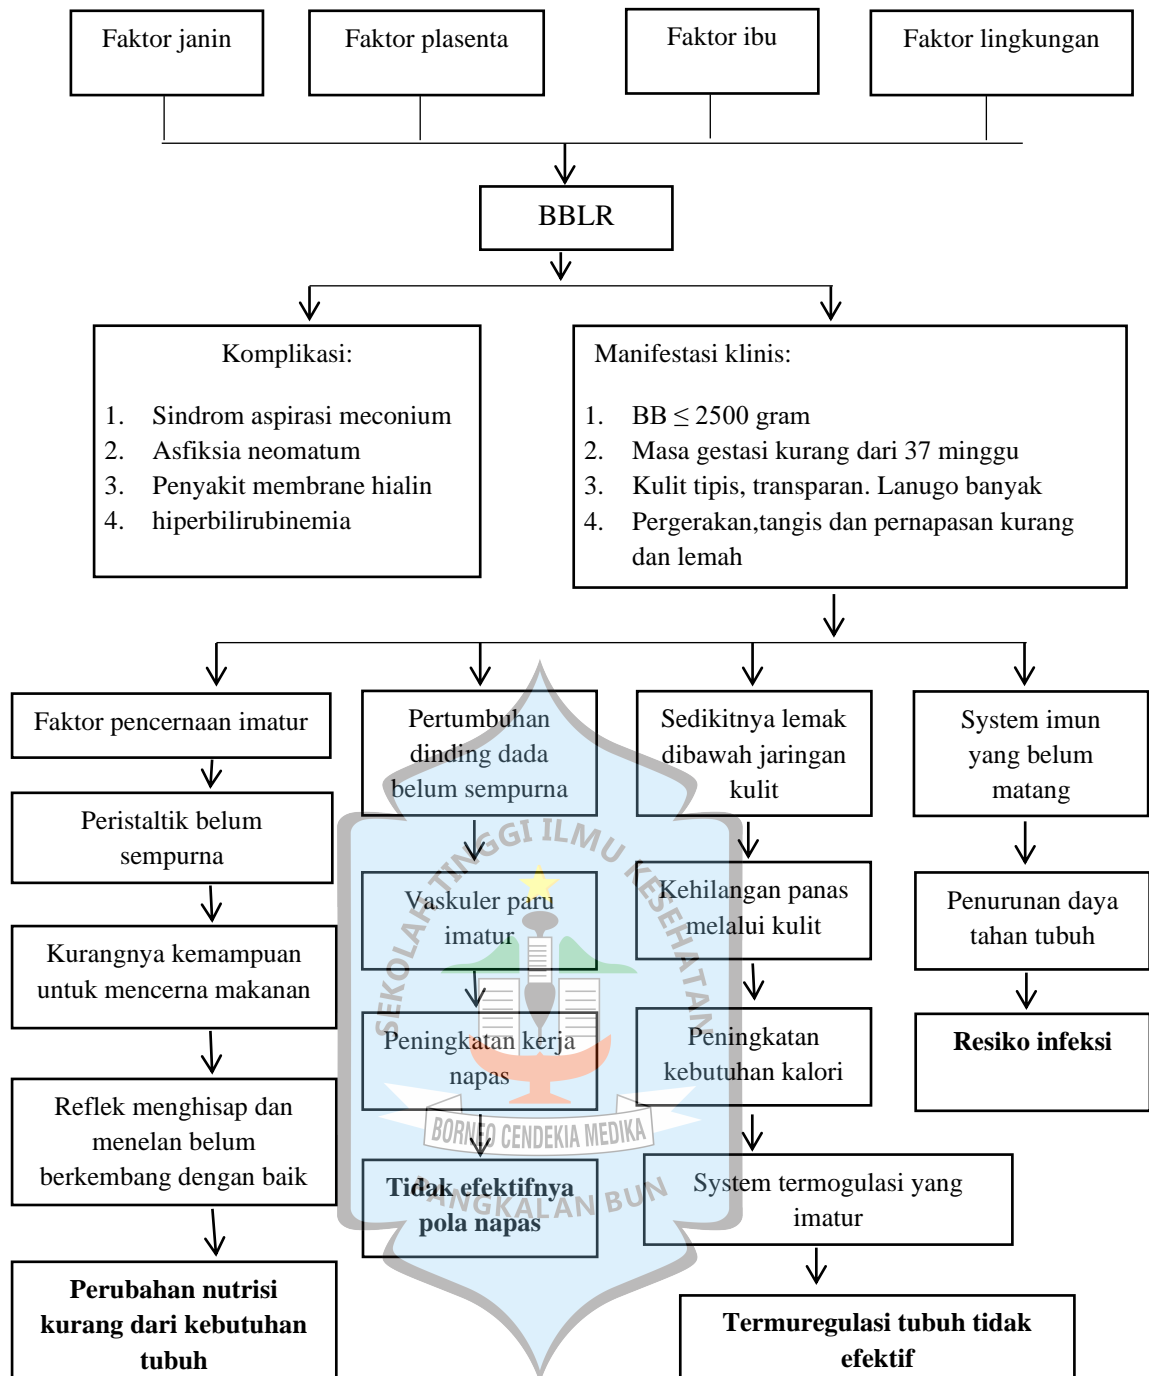 Faktor janin
Faktor plasenta
Faktor ibu
Faktor lingkungan
BBLR
Komplikasi:
1. Sindrom aspirasi meconium
2. Asfiksia neomatum
3. Penyakit membrane hialin
4. hiperbilirubinemia
Manifestasi klinis:
1. BB ≤ 2500 gram
2. Masa gestasi kurang dari 37 minggu
3. Kulit tipis, transparan. Lanugo banyak
4. Pergerakan,tangis dan pernapasan kurang
dan lemah
Faktor pencernaan imatur
Peristaltik belum
sempurna
Kurangnya kemampuan
untuk mencerna makanan
Reflek menghisap dan
menelan belum
berkembang dengan baik
Perubahan nutrisi
kurang dari kebutuhan
tubuh
Pertumbuhan
dinding dada
belum sempurna
Vaskuler paru
imatur
Peningkatan kerja
napas
Tidak efektifnya
pola napas
Sedikitnya lemak
dibawah jaringan
kulit
Kehilangan panas
melalui kulit
Peningkatan
kebutuhan kalori
System termogulasi yang
imatur
Termuregulasi tubuh tidak
efektif
System imun
yang belum
matang
Penurunan daya
tahan tubuh
Resiko infeksi
SEKOLAH TINGGI ILMU KESEHATAN
BORNEO CENDEKIA MEDIKA
PANGKALAN BUN